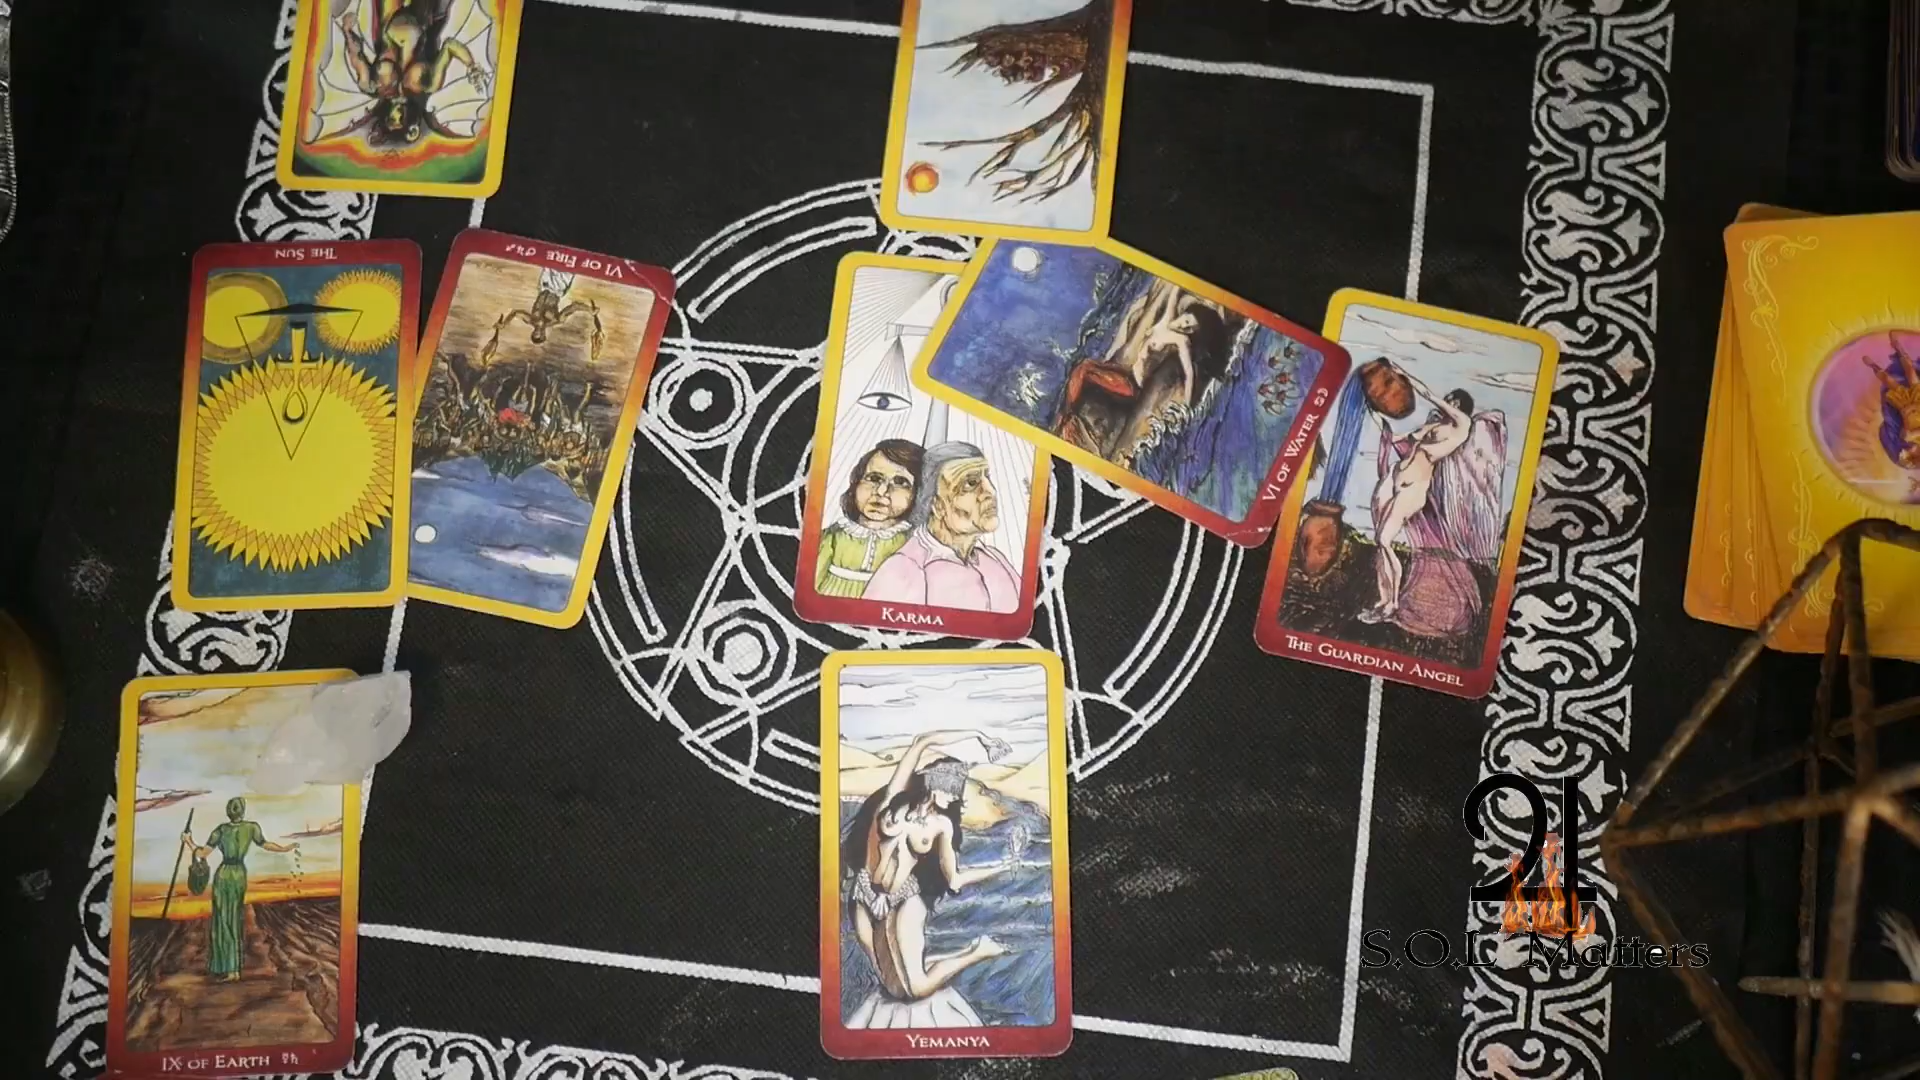 THE SUN
VI OF FIRE
VI OF WATER
KARMA
THE GUARDIAN ANGEL
YEMANYA
IX OF EARTH
S.O.L Matters